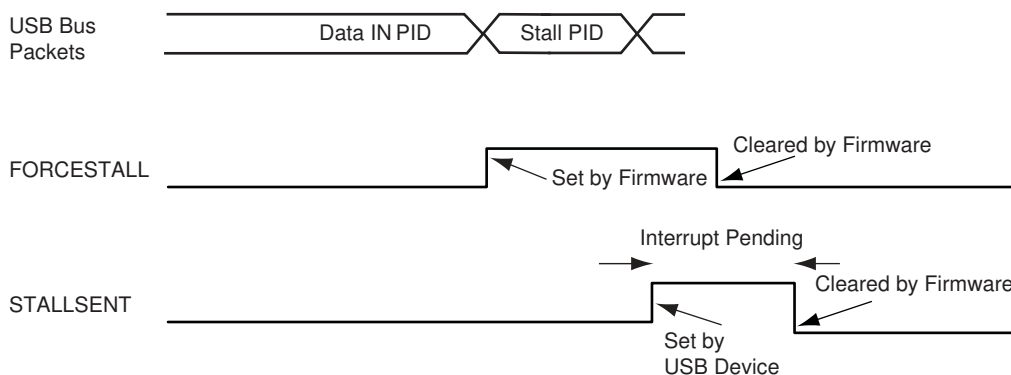 USB Bus
Packets
Data IN PID
Stall PID
FORCESTALL
Set by Firmware
Cleared by Firmware
Interrupt Pending
STALLSENT
Set by
USB Device
Cleared by Firmware